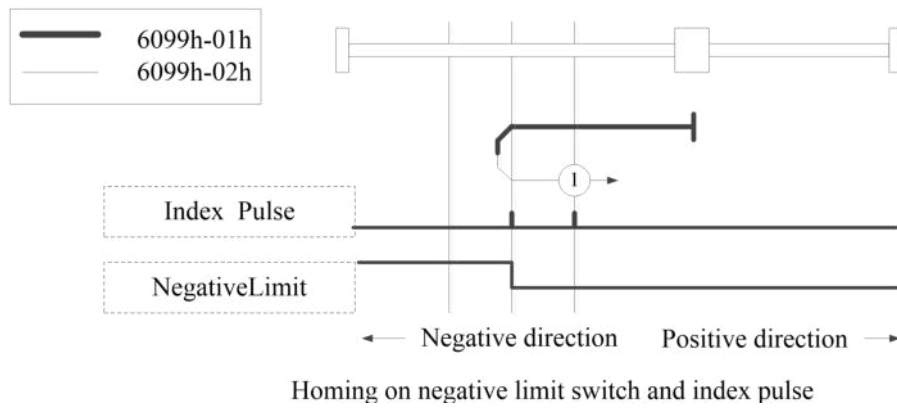 6099h-01h
6099h-02h
1
Index Pulse
NegativeLimit
Negative direction
Positive direction
Homing on negative limit switch and index pulse